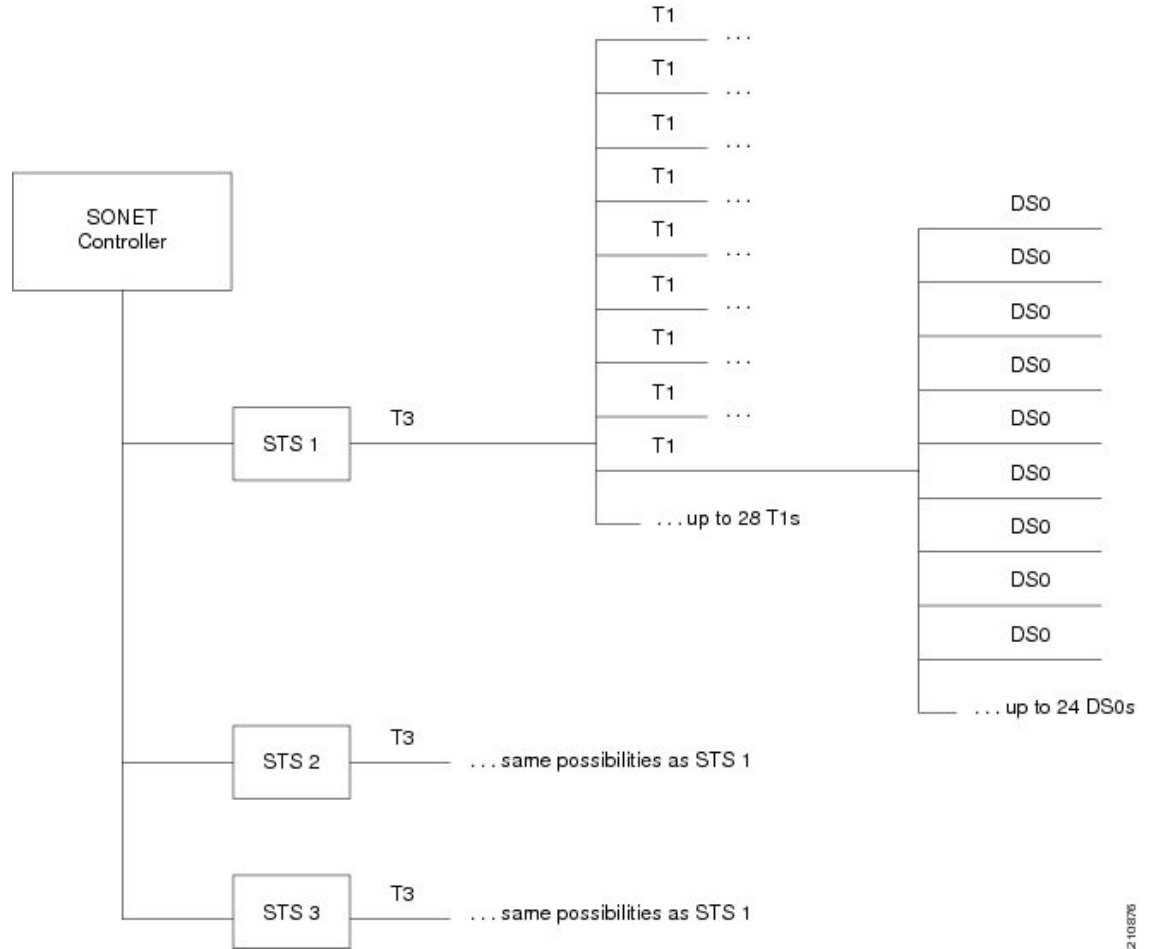 T1
. . .
T1
. . .
T1
. . .
T1
. . .
T1
. . .
T1
. . .
T1
. . .
T1
. . .
T1
. . . up to 28 T1s
SONET
Controller
STS 1
T3
DS0
DS0
DS0
DS0
DS0
DS0
DS0
DS0
DS0
. . . up to 24 DS0s
STS 2
T3
. . . same possibilities as STS 1
STS 3
T3
. . . same possibilities as STS 1
210876